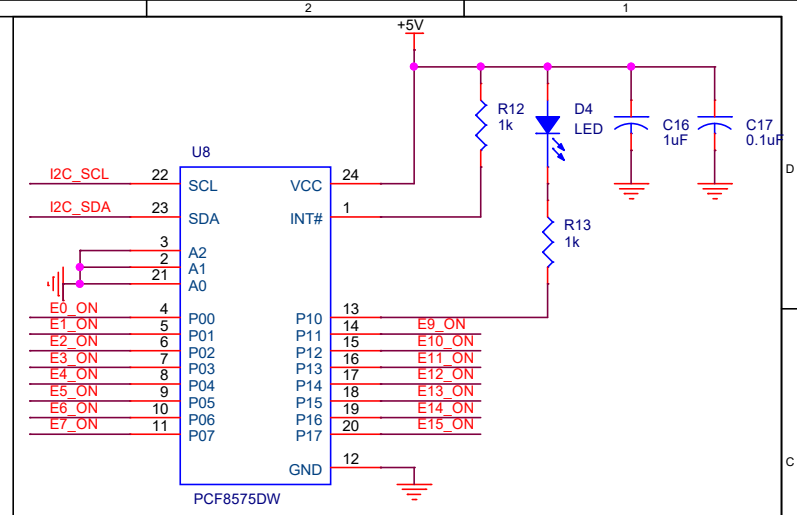 2
1
+5V
R12
1k
D4
LED
C16
1uF
C17
0.1uF
D
U8
I2C_SCL
22
SCL
VCC
24
I2C_SDA
23
SDA
INT#
1
R13
1k
3
A2
2
A1
21
A0
E0_ON
4
P00
P10
13
E1_ON
5
P01
P11
14
E9_ON
E2_ON
6
P02
P12
15
E10_ON
E3_ON
7
P03
P13
16
E11_ON
E4_ON
8
P04
P14
17
E12_ON
E5_ON
9
P05
P15
18
E13_ON
E6_ON
10
P06
P16
19
E14_ON
E7_ON
11
P07
P17
20
E15_ON
GND
12
C
PCF8575DW